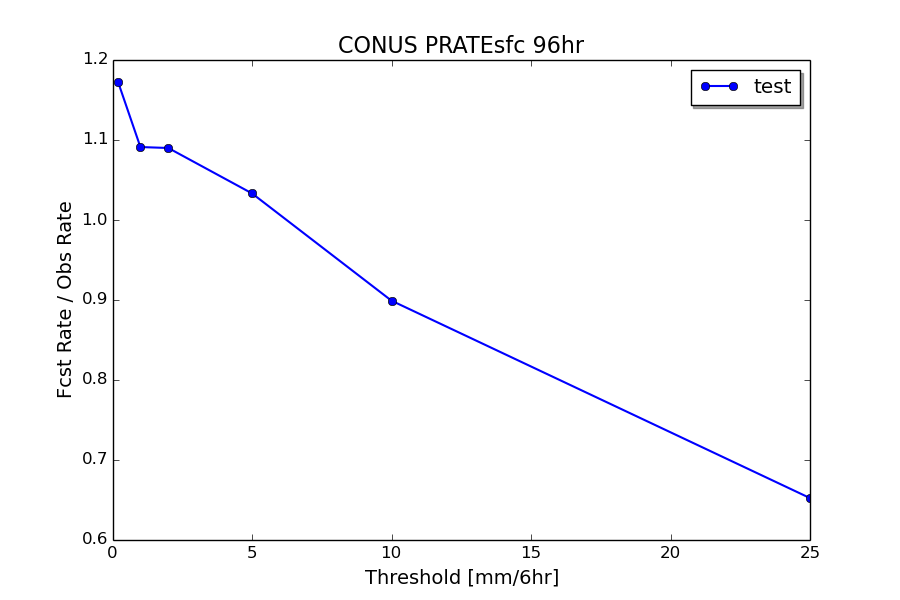 CONUS PRATEsfc 96hr
test
1.2
1.1
1.0
0.9
0.8
0.7
0.6
Fcst Rate / Obs Rate
0 5 10 15 20 25
Threshold [mm/6hr]